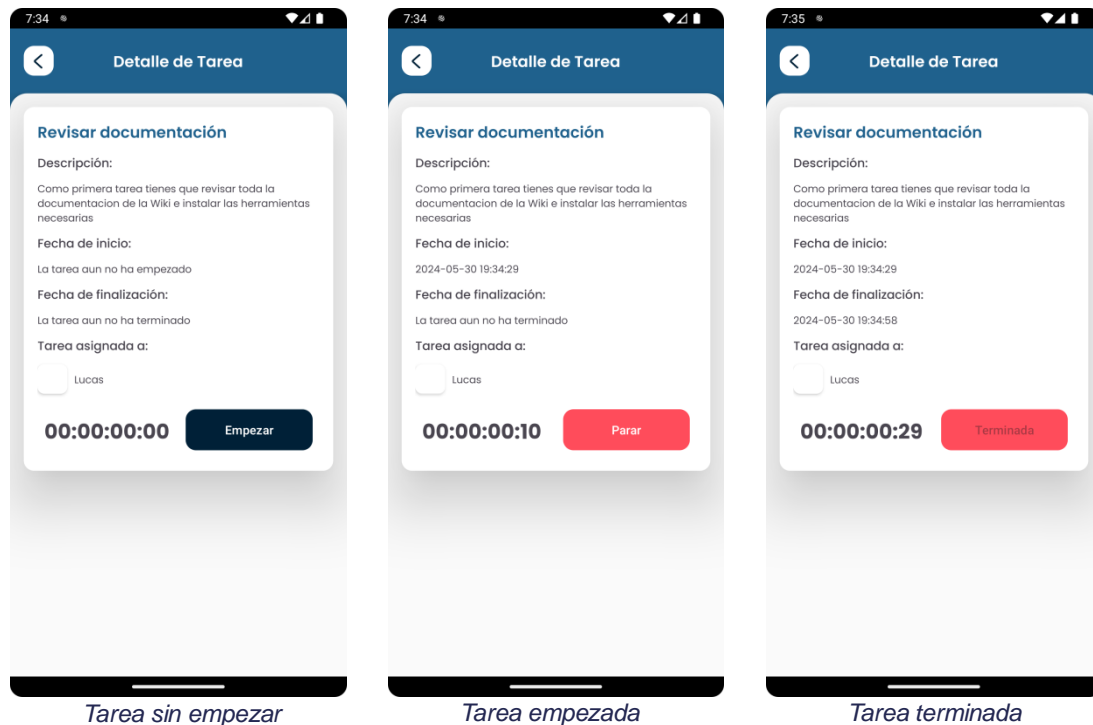 7:34
Detalle de Tarea
Revisar documentación
Descripción:
Como primera tarea tienes que revisar toda la
documentacion de la Wiki e instalar las herramientas
necesarias
Fecha de inicio:
La tarea aun no ha empezado
Fecha de finalización:
La tarea aun no ha terminado
Tarea asignada a:
Lucas
00:00:00:00 Empezar
Tarea sin empezar
7:34
Detalle de Tarea
Revisar documentación
Descripción:
Como primera tarea tienes que revisar toda la
documentacion de la Wiki e instalar las herramientas
necesarias
Fecha de inicio:
2024-05-30 19:34:29
Fecha de finalización:
La tarea aun no ha terminado
Tarea asignada a:
Lucas
00:00:00:10 Parar
Tarea empezada
7:35
Detalle de Tarea
Revisar documentación
Descripción:
Como primera tarea tienes que revisar toda la
documentacion de la Wiki e instalar las herramientas
necesarias
Fecha de inicio:
2024-05-30 19:34:29
Fecha de finalización:
2024-05-30 19:34:58
Tarea asignada a:
Lucas
00:00:00:29 Terminada
Tarea terminada